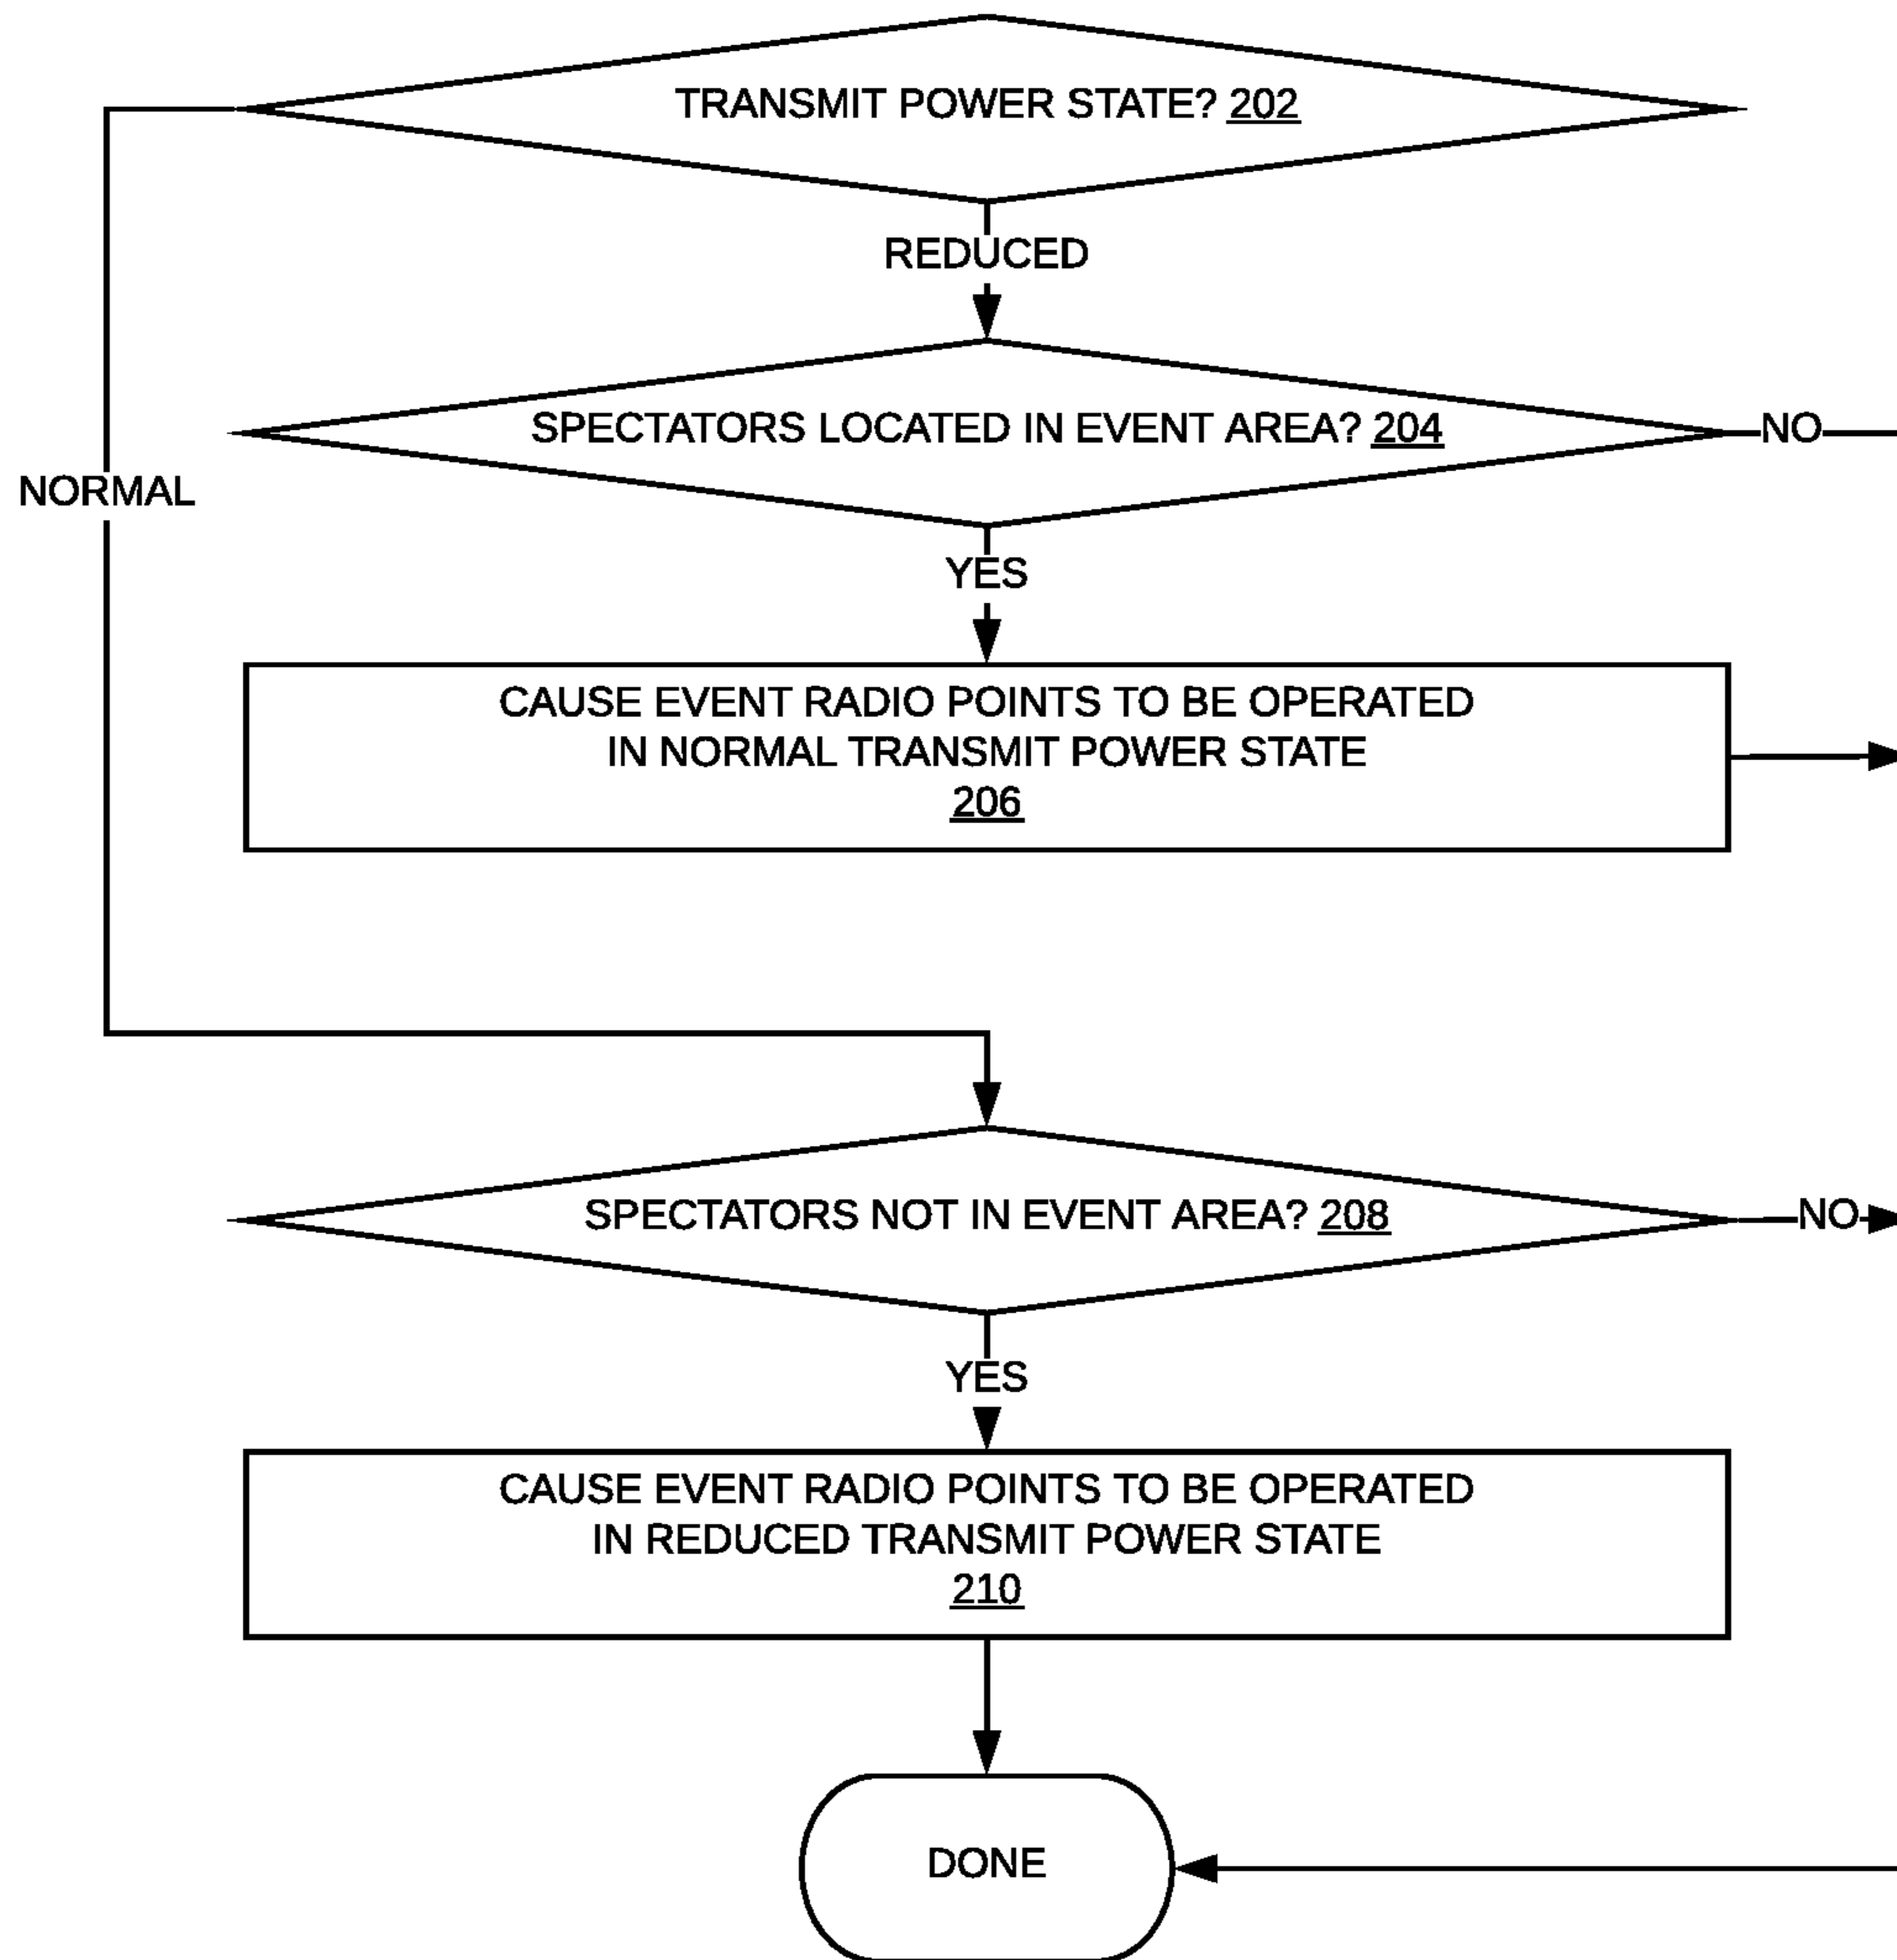 TRANSMIT POWER STATE? 202
REDUCED
SPECTATORS LOCATED IN EVENT AREA? 204
NO
NORMAL
YES
CAUSE EVENT RADIO POINTS TO BE OPERATED
IN NORMAL TRANSMIT POWER STATE
206
SPECTATORS NOT IN EVENT AREA? 208
NO
YES
CAUSE EVENT RADIO POINTS TO BE OPERATED
IN REDUCED TRANSMIT POWER STATE
210
DONE